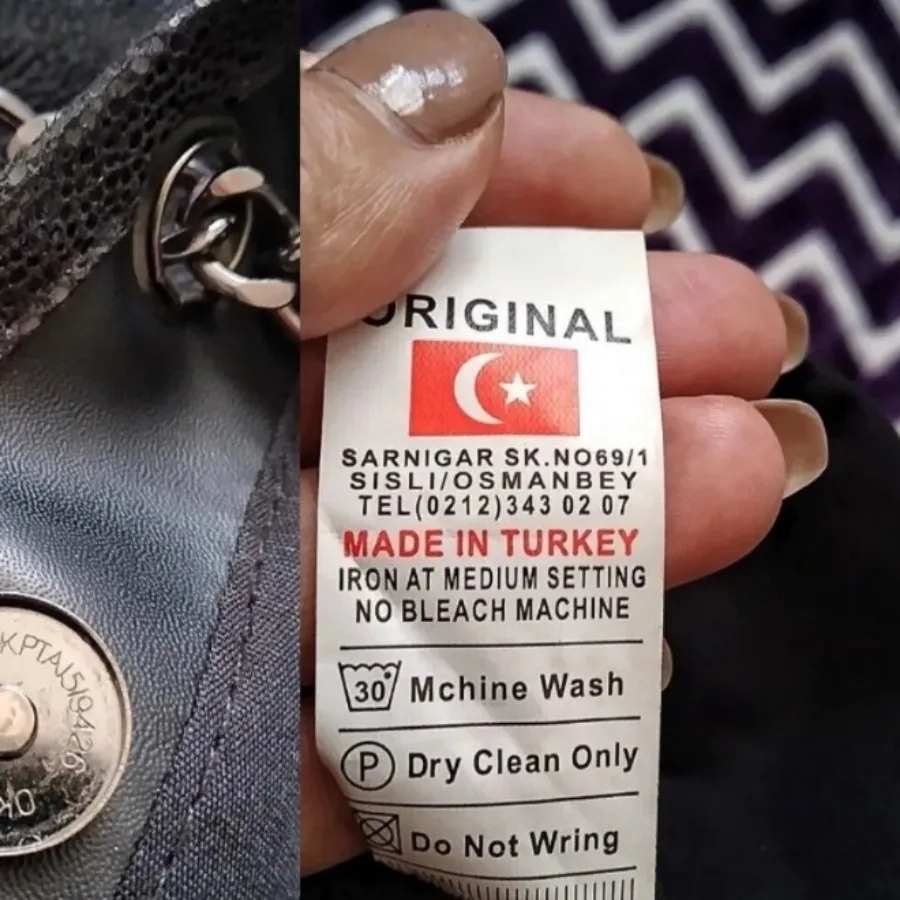 KPTAJ519426
ORIGINAL
SARNIGAR SK.NO69/1
SISLI/OSMANBEY
TEL(0212)343 02 07
MADE IN TURKEY
IRON AT MEDIUM SETTING
NO BLEACH MACHINE
30° Mchine Wash
P Dry Clean Only
Do Not Wring